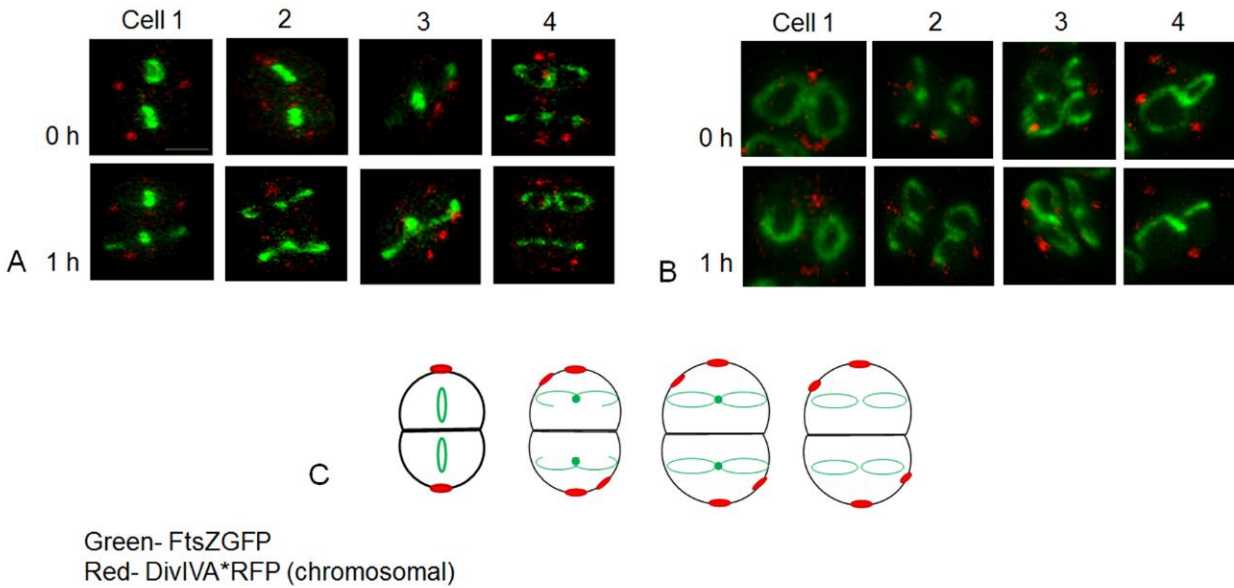 Cell 1 2 3 4
0 h
1 h
A
Cell 1 2 3 4
0 h
1 h
B
C
Green- FtsZGFP
Red- DivIVA*RFP (chromosomal)